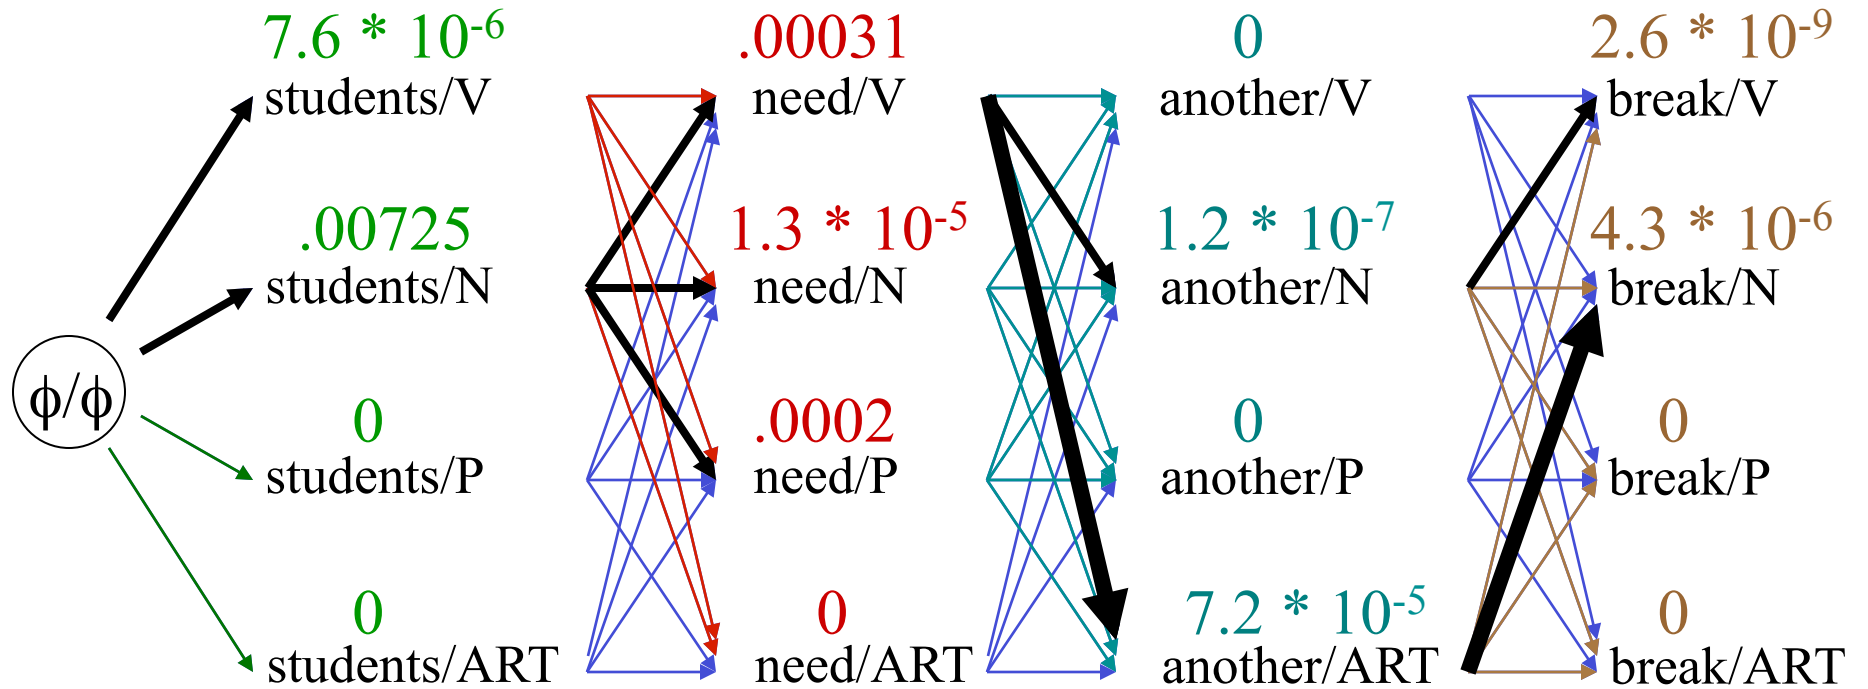 7.6 * 10⁻⁶ .00031 0 2.6 * 10⁻⁹
students/V need/V another/V break/V
.00725 1.3 * 10⁻⁵ 1.2 * 10⁻⁷ 4.3 * 10⁻⁶
students/N need/N another/N break/N
ϕ/ϕ
0 .0002 0 0
students/P need/P another/P break/P
0 0 7.2 * 10⁻⁵ 0
students/ART need/ART another/ART break/ART